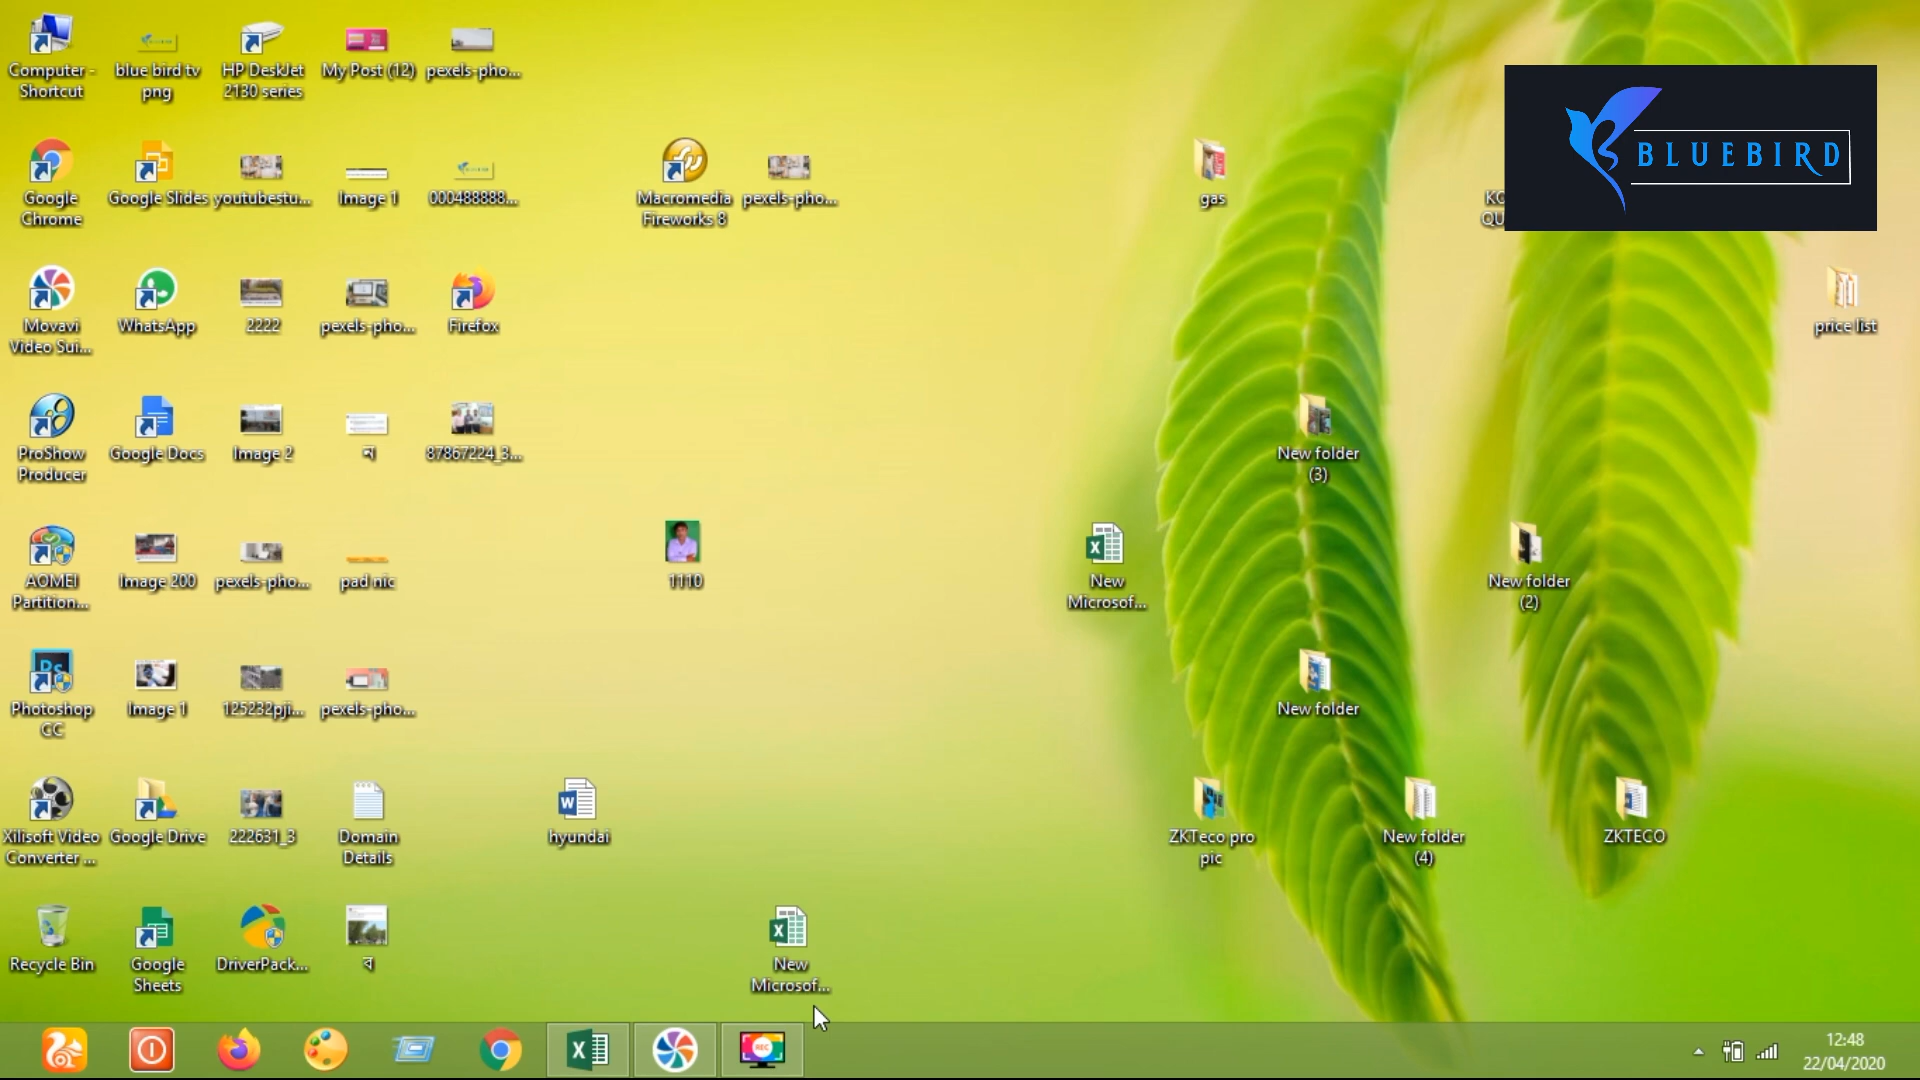 Computer -
Shortcut
blue bird tv
png
HP DeskJet
2130 series
My Post (12)
pexels-pho...
BLUEBIRD
Google
Chrome
Google Slides
youtubestu...
Image 1
000488888...
Macromedia
Fireworks 8
pexels-pho...
gas
KO
QU
Movavi
Video Sui...
WhatsApp
2222
pexels-pho...
Firefox
price list
ProShow
Producer
Google Docs
Image 2
87867224_3...
New folder
(3)
AOMEI
Partition...
Image 200
pexels-pho...
pad nic
1110
New
Microsof...
New folder
(2)
Photoshop
CC
Image 1
125232pji...
pexels-pho...
New folder
Xilisoft Video
Converter ...
Google Drive
222631_3
Domain
Details
hyundai
ZKTeco pro
pic
New folder
(4)
ZKTECO
Recycle Bin
Google
Sheets
DriverPack...
ব
New
Microsof...
REC
12:48
22/04/2020